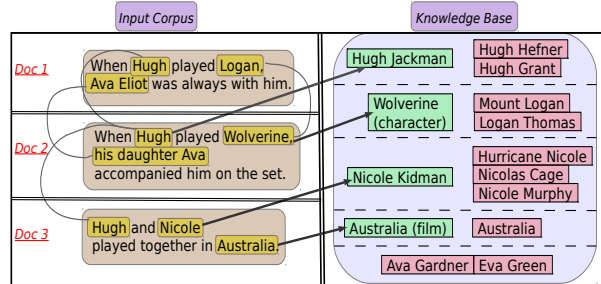 Input Corpus
Knowledge Base
Doc 1
When Hugh played Logan,
Ava Eliot was always with him.
Doc 2
When Hugh played Wolverine,
his daughter Ava
accompanied him on the set.
Doc 3
Hugh and Nicole
played together in Australia.
Hugh Jackman
Hugh Hefner
Hugh Grant
Wolverine
(character)
Mount Logan
Logan Thomas
Nicole Kidman
Hurricane Nicole
Nicolas Cage
Nicole Murphy
Australia (film)
Australia
Ava Gardner
Eva Green